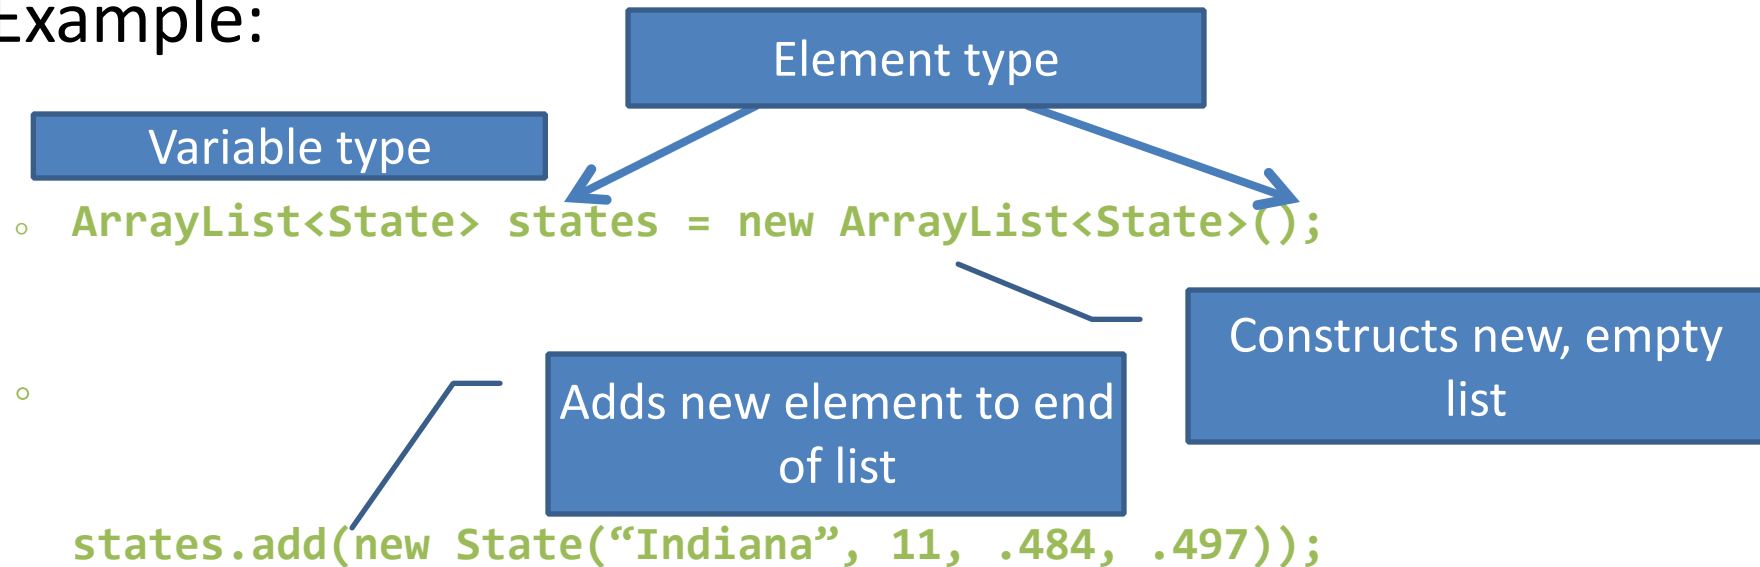 Example:
Element type
Variable type
ArrayList<State> states = new ArrayList<State>();
Constructs new, empty
list
Adds new element to end
of list
states.add(new State(“Indiana”, 11, .484, .497));